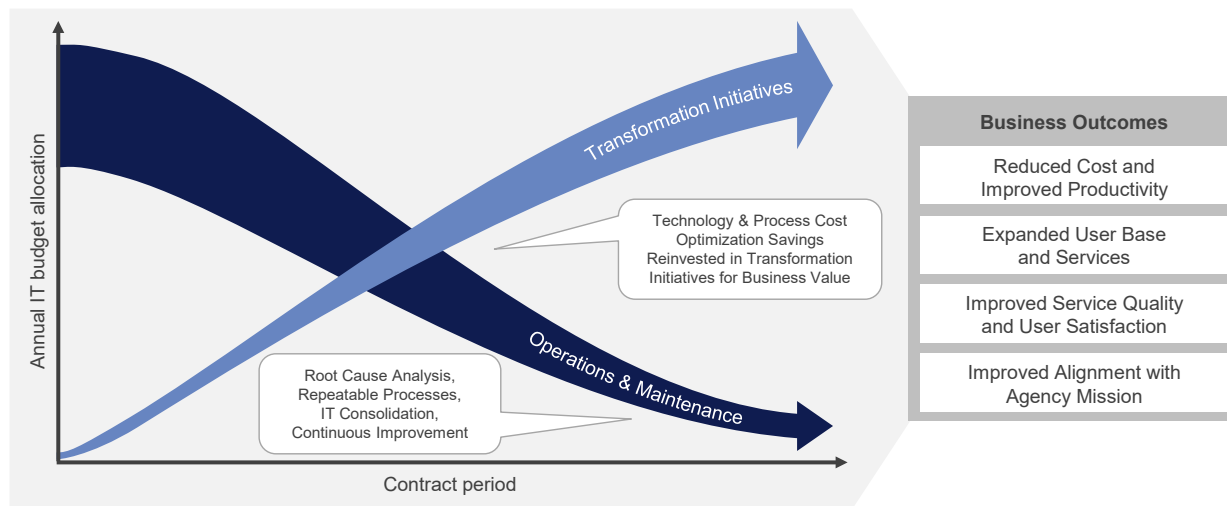 Annual IT budget allocation
Transformation Initiatives
Technology & Process Cost
Optimization Savings
Reinvested in Transformation
Initiatives for Business Value
Operations & Maintenance
Root Cause Analysis,
Repeatable Processes,
IT Consolidation,
Continuous Improvement
Contract period
Business Outcomes
Reduced Cost and
Improved Productivity
Expanded User Base
and Services
Improved Service Quality
and User Satisfaction
Improved Alignment with
Agency Mission